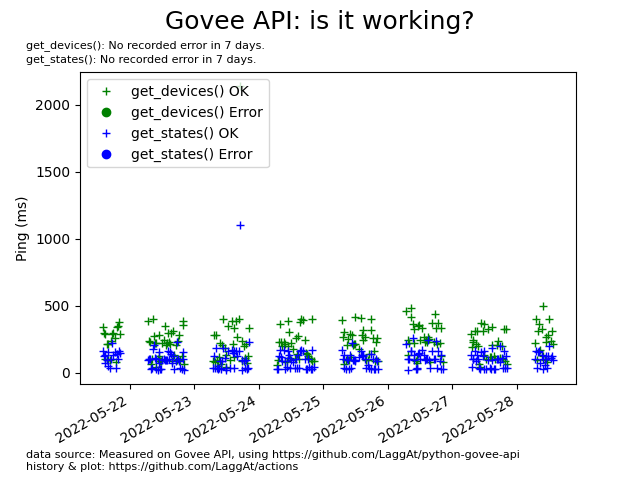 Govee API: is it working?
get_devices(): No recorded error in 7 days.
get_states(): No recorded error in 7 days.
get_devices() OK
get_devices() Error
get_states() OK
get_states() Error
Ping (ms)
2000
1500
1000
500
0
2022-05-22
2022-05-23
2022-05-24
2022-05-25
2022-05-26
2022-05-27
2022-05-28
data source: Measured on Govee API, using https://github.com/LaggAt/python-govee-api
history & plot: https://github.com/LaggAt/actions